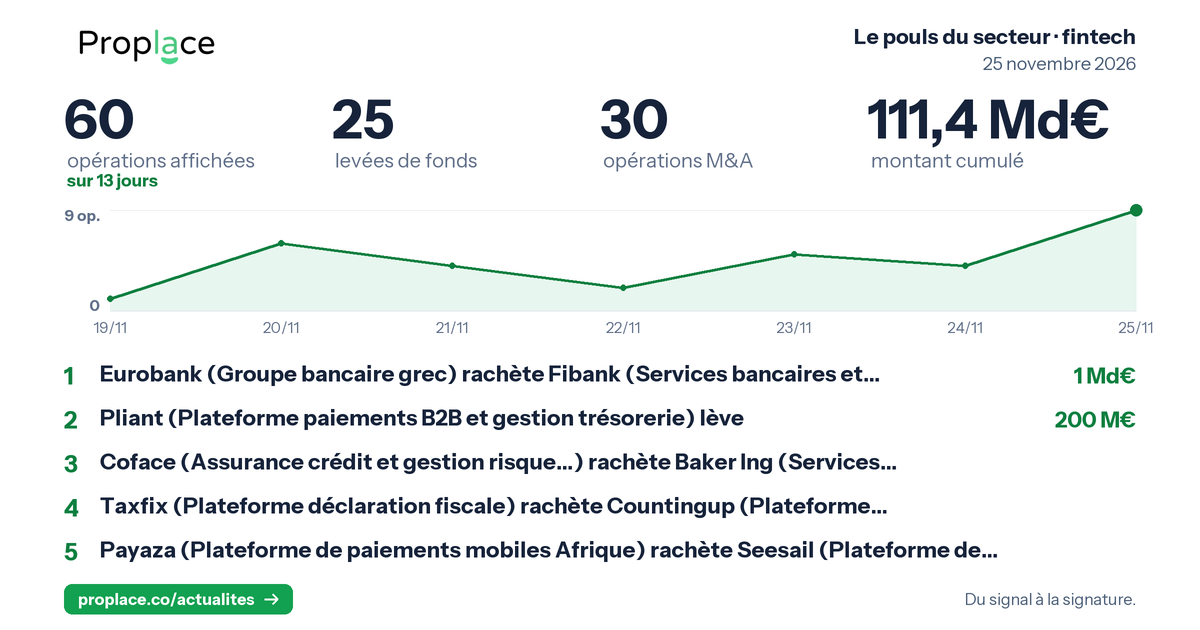 Proplace
Le pouls du secteur · fintech
25 novembre 2026
60
opérations affichées
sur 13 jours
25
levées de fonds
30
opérations M&A
111,4 Md€
montant cumulé
9 op.
0
19/11 20/11 21/11 22/11 23/11 24/11 25/11
1 Eurobank (Groupe bancaire grec) rachète Fibank (Services bancaires et... 1 Md€
2 Pliant (Plateforme paiements B2B et gestion trésorerie) lève 200 M€
3 Coface (Assurance crédit et gestion risque...) rachète Baker Ing (Services...
4 Taxfix (Plateforme déclaration fiscale) rachète Countingup (Plateforme...
5 Payaza (Plateforme de paiements mobiles Afrique) rachète Seesail (Plateforme de...
proplace.co/actualites →
Du signal à la signature.